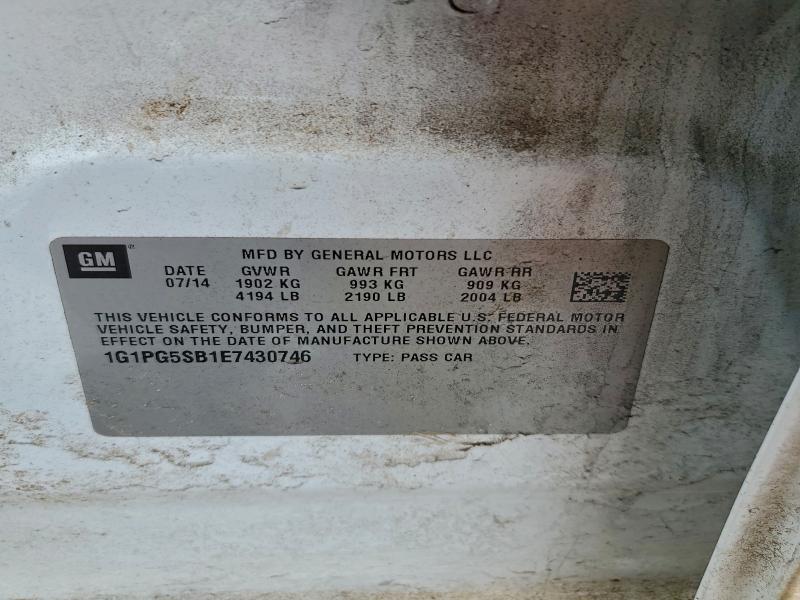 GM ®
MFD BY GENERAL MOTORS LLC
DATE GVWR GAWR FRT GAWR RR
07/14 1902 KG 993 KG 909 KG
4194 LB 2190 LB 2004 LB
THIS VEHICLE CONFORMS TO ALL APPLICABLE U.S. FEDERAL MOTOR
VEHICLE SAFETY, BUMPER, AND THEFT PREVENTION STANDARDS IN
EFFECT ON THE DATE OF MANUFACTURE SHOWN ABOVE.
1G1PG5SB1E7430746 TYPE: PASS CAR